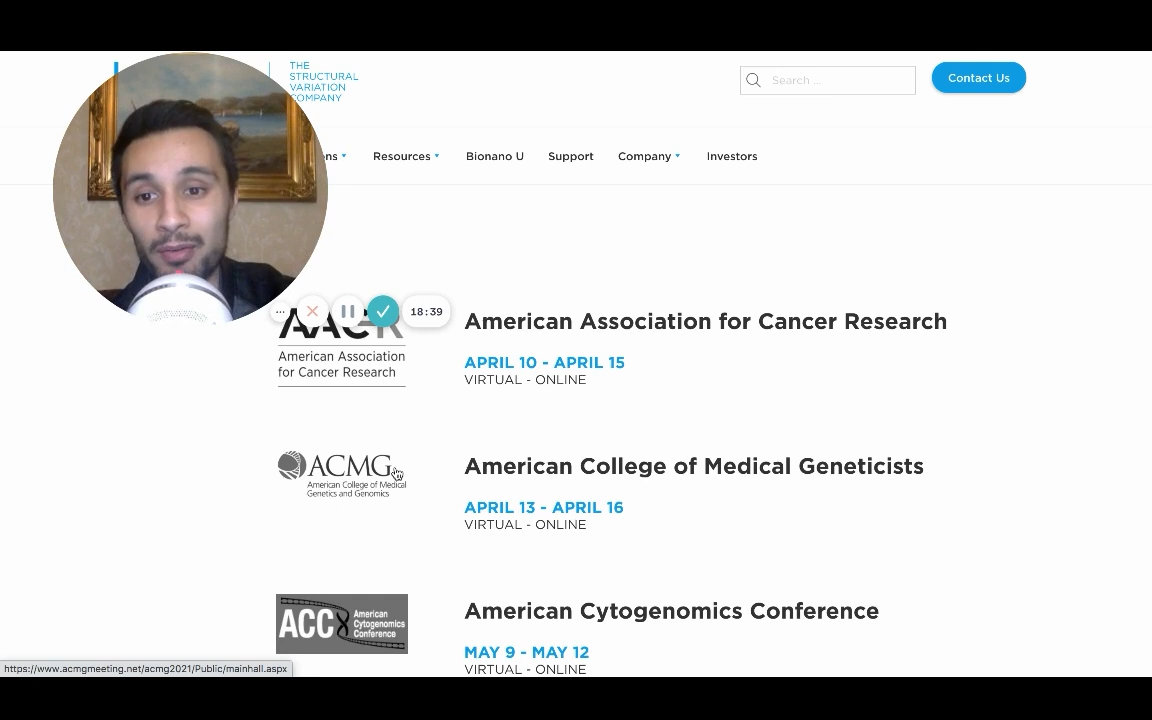 THE
STRUCTURAL
VARIATION
COMPANY
Search ...
Contact Us
ens
Resources
Bionano U
Support
Company
Investors
18:39
AACR
American Association
for Cancer Research
American Association for Cancer Research
APRIL 10 - APRIL 15
VIRTUAL - ONLINE
ACMG
American College of Medical
Genetics and Genomics
American College of Medical Geneticists
APRIL 13 - APRIL 16
VIRTUAL - ONLINE
ACC
American
Cytogenomics
Conference
American Cytogenomics Conference
MAY 9 - MAY 12
VIRTUAL - ONLINE
https://www.acmgmeeting.net/acmg2021/Public/mainhall.aspx